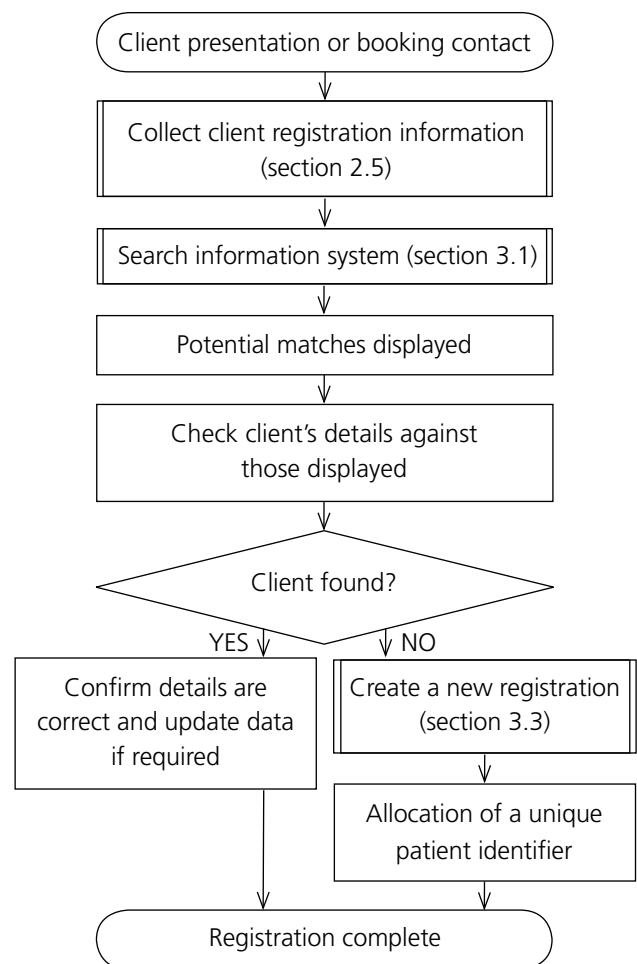 Client presentation or booking contact
Collect client registration information
(section 2.5)
Search information system (section 3.1)
Potential matches displayed
Check client’s details against
those displayed
Client found?
YES
NO
Confirm details are
correct and update data
if required
Create a new registration
(section 3.3)
Allocation of a unique
patient identifier
Registration complete